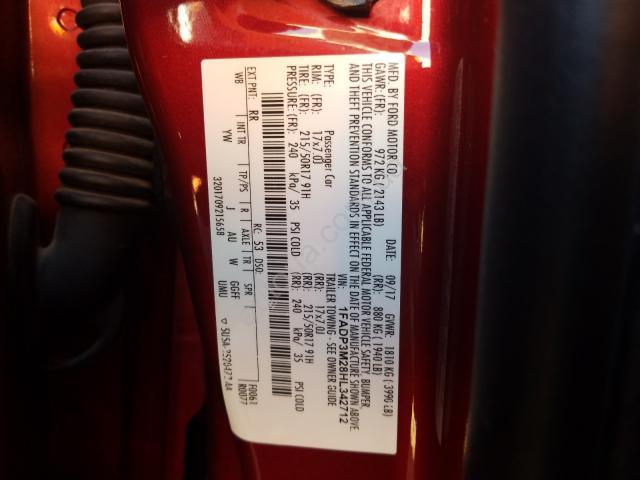 MFD. BY FORD MOTOR CO.
DATE: 09/17 GVWR: 1810 KG ( 3990 LB)
GAWR: (FR): 972 KG ( 2143 LB) (RR): 880 KG ( 1940 LB)
THIS VEHICLE CONFORMS TO ALL APPLICABLE FEDERAL MOTOR VEHICLE SAFETY, BUMPER
AND THEFT PREVENTION STANDARDS IN EFFECT ON THE DATE OF MANUFACTURE SHOWN ABOVE.
VIN: 1FADP3M28HL342712
TYPE: Passenger Car TRAILER TOWING - SEE OWNER GUIDE
RIM: (FR): 17x7.0J (RR): 17x7.0J
TIRE: (FR): 215/50R17 91H (RR): 215/50R17 91H
PRESSURE: (FR): 240 kPa/ 35 PSI COLD (RR): 240 kPa/ 35 PSI COLD
EXT PNT: RR RC: 53 DSO: F0061
WB INT TR TP/PS R AXLE TR SPR R0077
YW J AU W GGFF UMU
3201709215658